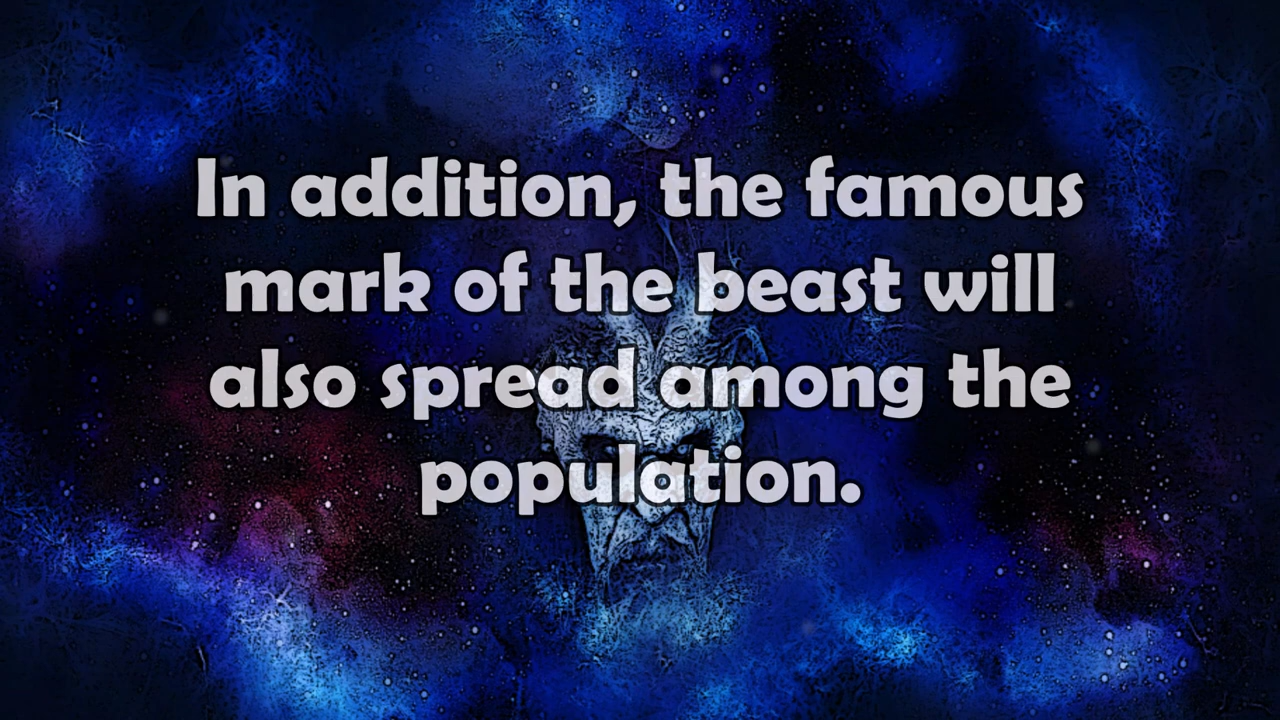 In addition, the famous
mark of the beast will
also spread among the
population.